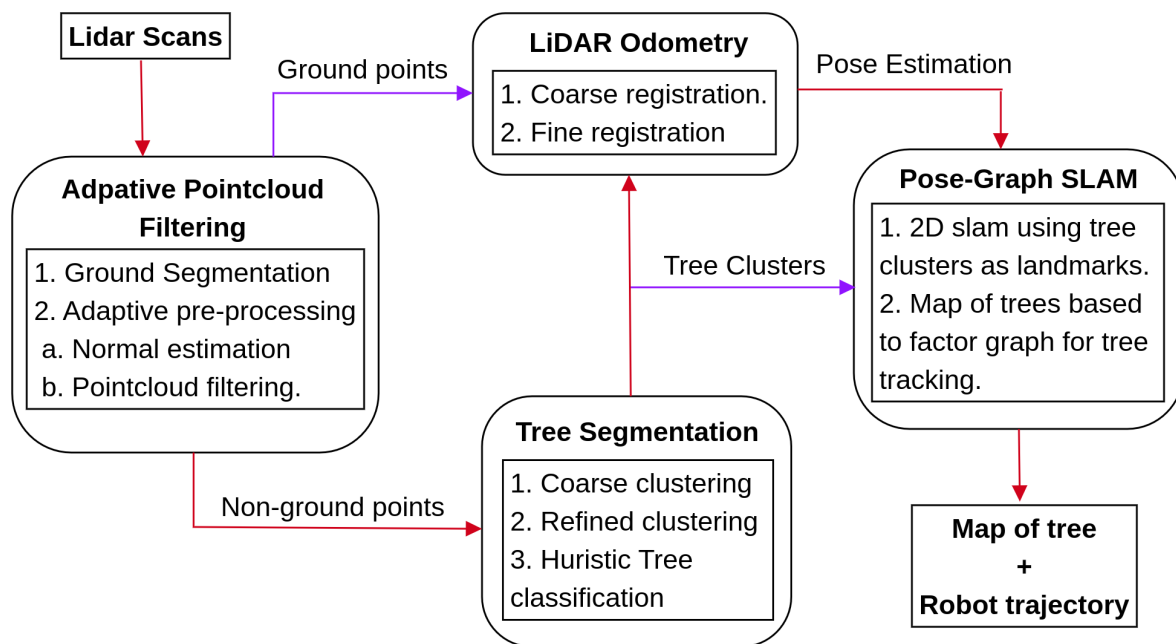 Lidar Scans
Ground points
LiDAR Odometry
1. Coarse registration.
2. Fine registration
Pose Estimation
Adpative Pointcloud
Filtering
1. Ground Segmentation
2. Adaptive pre-processing
a. Normal estimation
b. Pointcloud filtering.
Pose-Graph SLAM
1. 2D slam using tree
clusters as landmarks.
2. Map of trees based
to factor graph for tree
tracking.
Tree Clusters
Non-ground points
Tree Segmentation
1. Coarse clustering
2. Refined clustering
3. Huristic Tree
classification
Map of tree
+
Robot trajectory